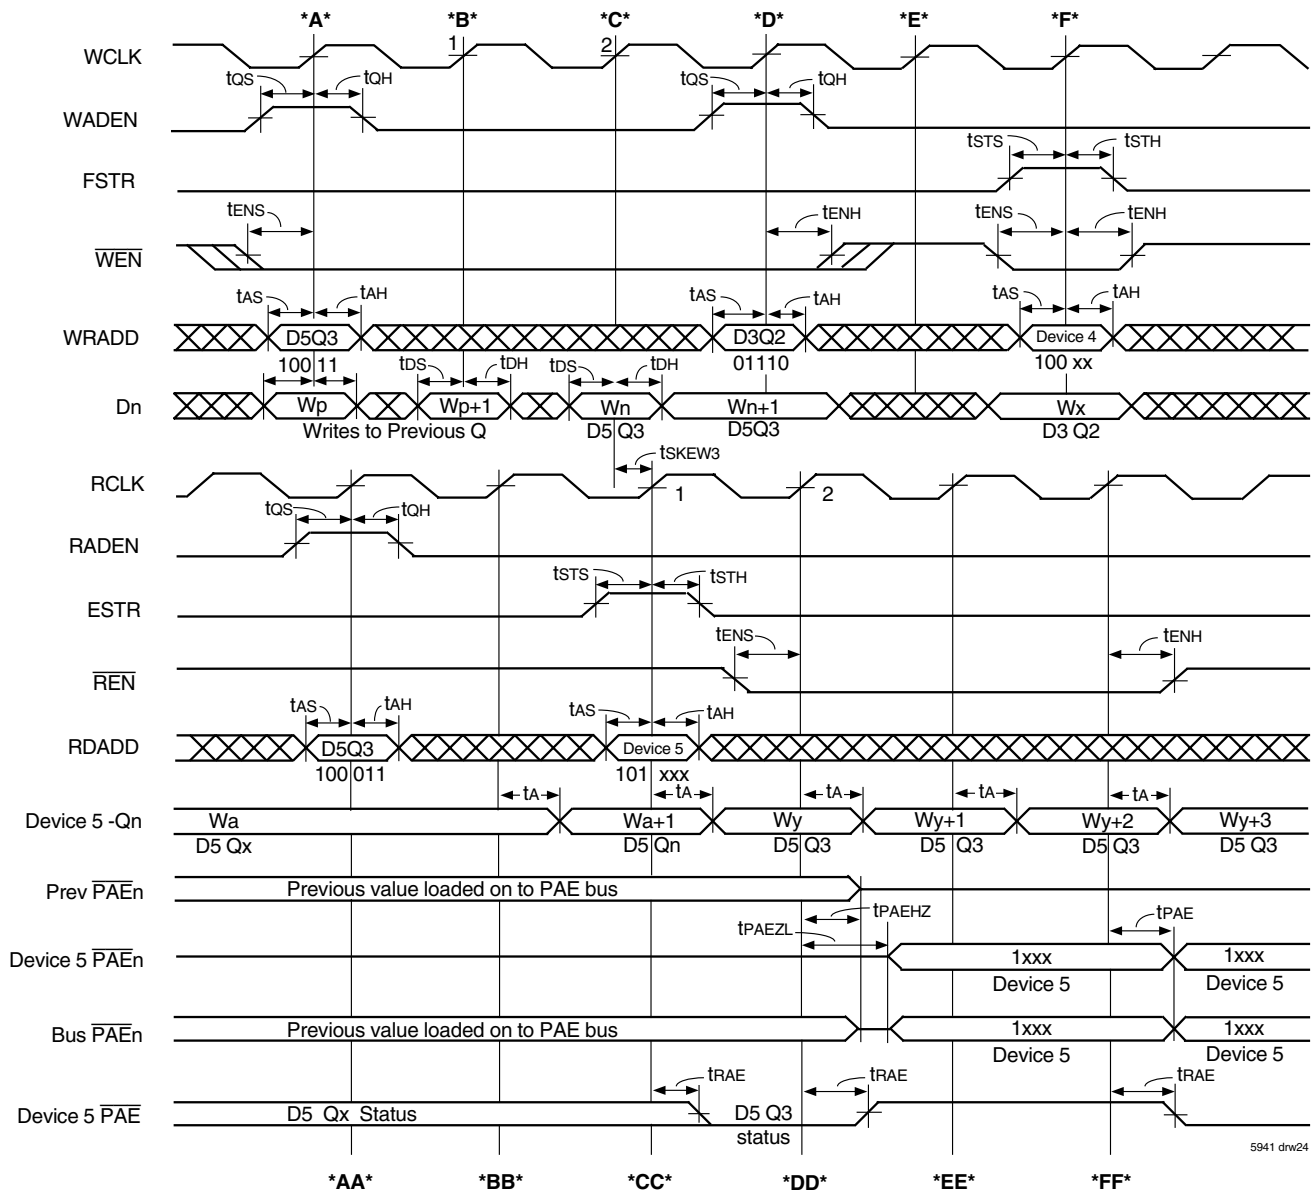 *A* *B* *C* *D* *E* *F*
WCLK 1 2
tQS tQH tQS tQH
WADEN
tSTS tSTH
FSTR
tENS tENH tENS tENH
WEN
tAS tAH tAS tAH tAS tAH
WRADD D5Q3 D3Q2 Device 4
100 11 01110 100 xx
tDS tDH tDS tDH
Dn Wp Wp+1 Wn Wn+1 Wx
Writes to Previous Q D5 Q3 D5Q3 D3 Q2
tSKEW3
RCLK 1 2
tQS tQH
RADEN
tSTS tSTH
ESTR
tENS tENH
REN
tAS tAH tAS tAH
RDADD D5Q3 Device 5
100 011 101 xxx
tA tA tA tA tA
Device 5 -Qn Wa Wa+1 Wy Wy+1 Wy+2 Wy+3
D5 Qx D5 Qn D5 Q3 D5 Q3 D5 Q3 D5 Q3
Prev PAEn Previous value loaded on to PAE bus
tPAEHZ tPAE
tPAEZL
Device 5 PAEn 1xxx 1xxx
Device 5 Device 5
Bus PAEn Previous value loaded on to PAE bus 1xxx 1xxx
Device 5 Device 5
tRAE tRAE tRAE
Device 5 PAE D5 Qx Status D5 Q3
status
5941 drw24
*AA* *BB* *CC* *DD* *EE* *FF*